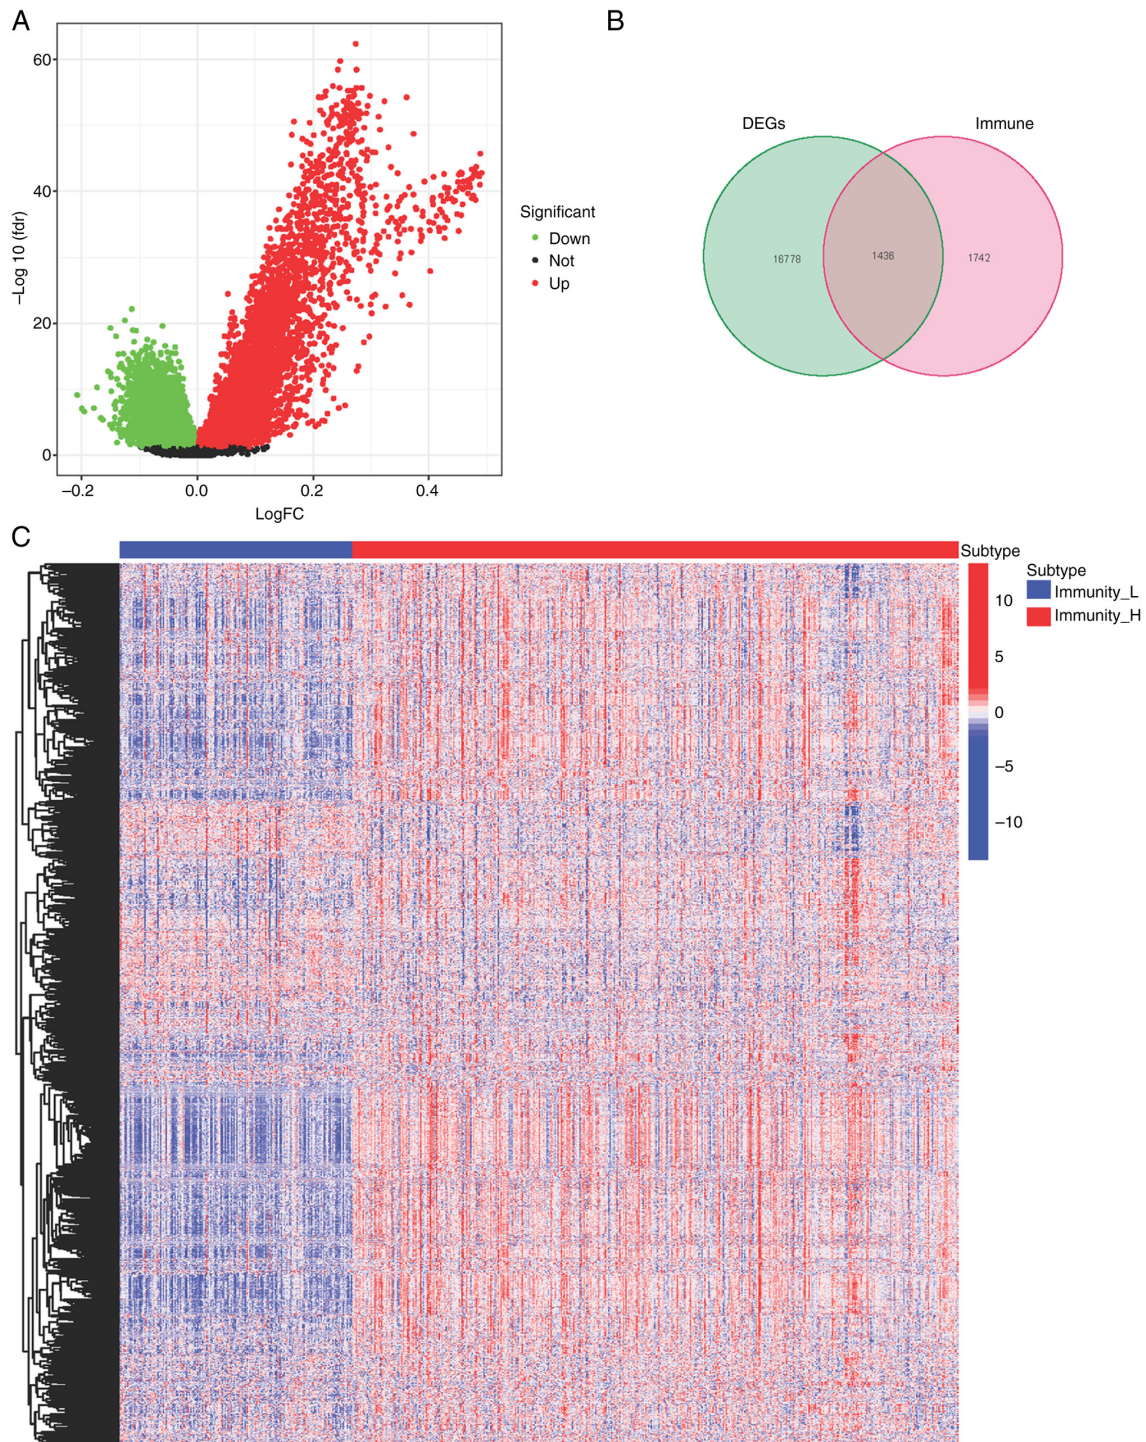 A
60
40
20
0
−0.2
0.0
0.2
0.4
LogFC
−Log 10 (fdr)
Significant
Down
Not
Up
B
DEGs
Immune
16778
1436
1742
C
Subtype
10
5
0
−5
−10
Subtype
Immunity_L
Immunity_H